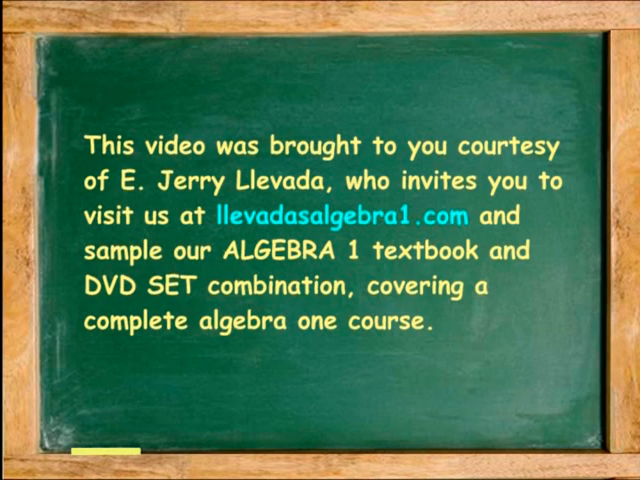 This video was brought to you courtesy
of E. Jerry Llevada, who invites you to
visit us at llevadasalgebra1.com and
sample our ALGEBRA 1 textbook and
DVD SET combination, covering a
complete algebra one course.